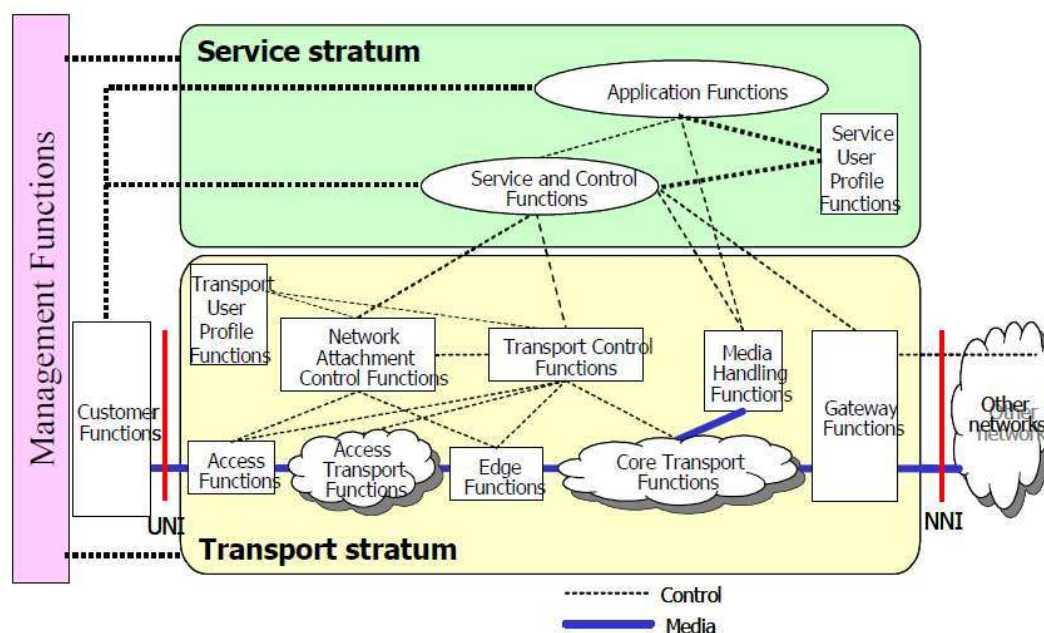 Management Functions
Service stratum
Application Functions
Service
User
Profile
Functions
Service and Control
Functions
Transport
User
Profile
Functions
Network
Attachment
Control Functions
Transport Control
Functions
Media
Handling
Functions
Customer
Functions
Gateway
Functions
Other
networks
Other
network
Access
Functions
Access
Transport
Functions
Edge
Functions
Core Transport
Functions
UNI
NNI
Transport stratum
Control
Media